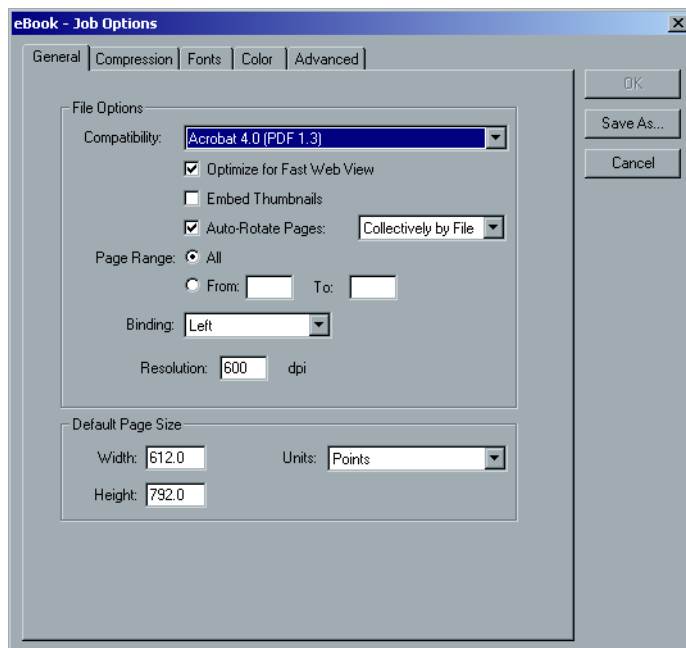 eBook - Job Options
General Compression Fonts Color Advanced
OK
Save As...
Cancel
File Options
Compatibility: Acrobat 4.0 (PDF 1.3)
Optimize for Fast Web View
Embed Thumbnails
Auto-Rotate Pages: Collectively by File
Page Range: All
From: To:
Binding: Left
Resolution: 600 dpi
Default Page Size
Width: 612.0 Units: Points
Height: 792.0